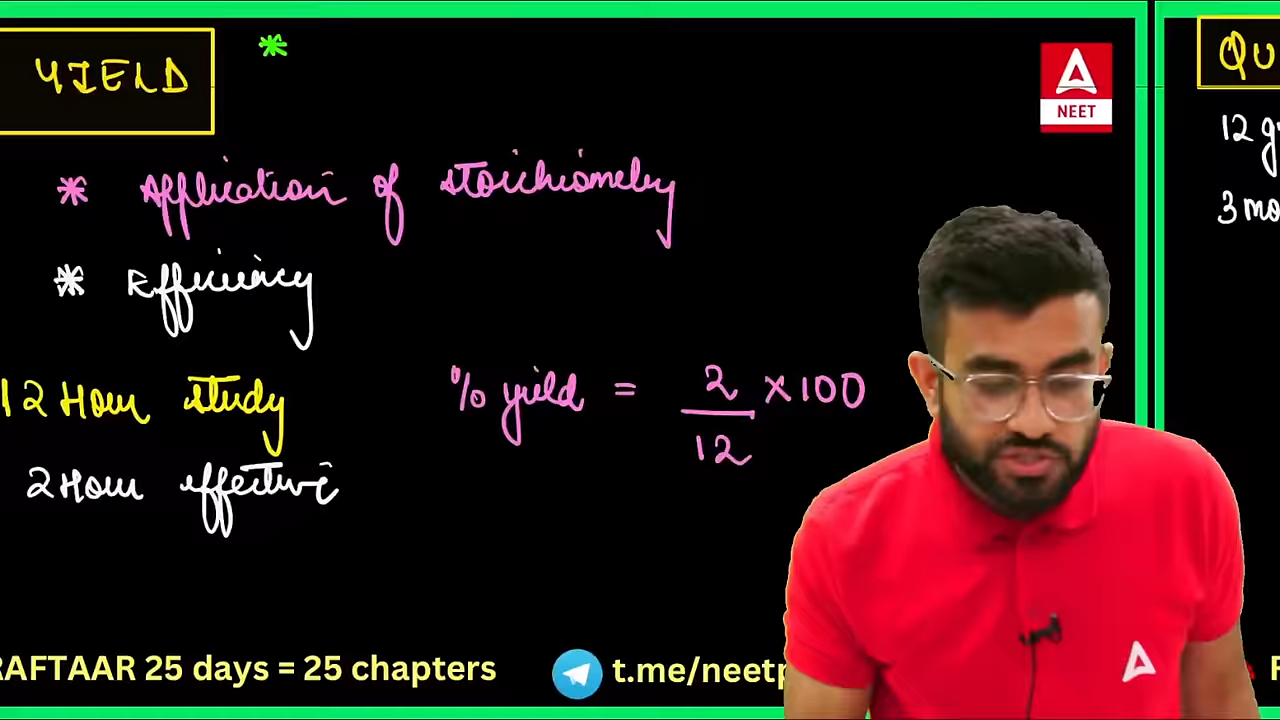 YIELD *
* Application of stoichiometry
* Efficiency
12 Hour study
2 Hour effective
% yield = 2/12 × 100
NEET
QU
12 g
3 mo
RAFTAAR 25 days = 25 chapters
t.me/neetp